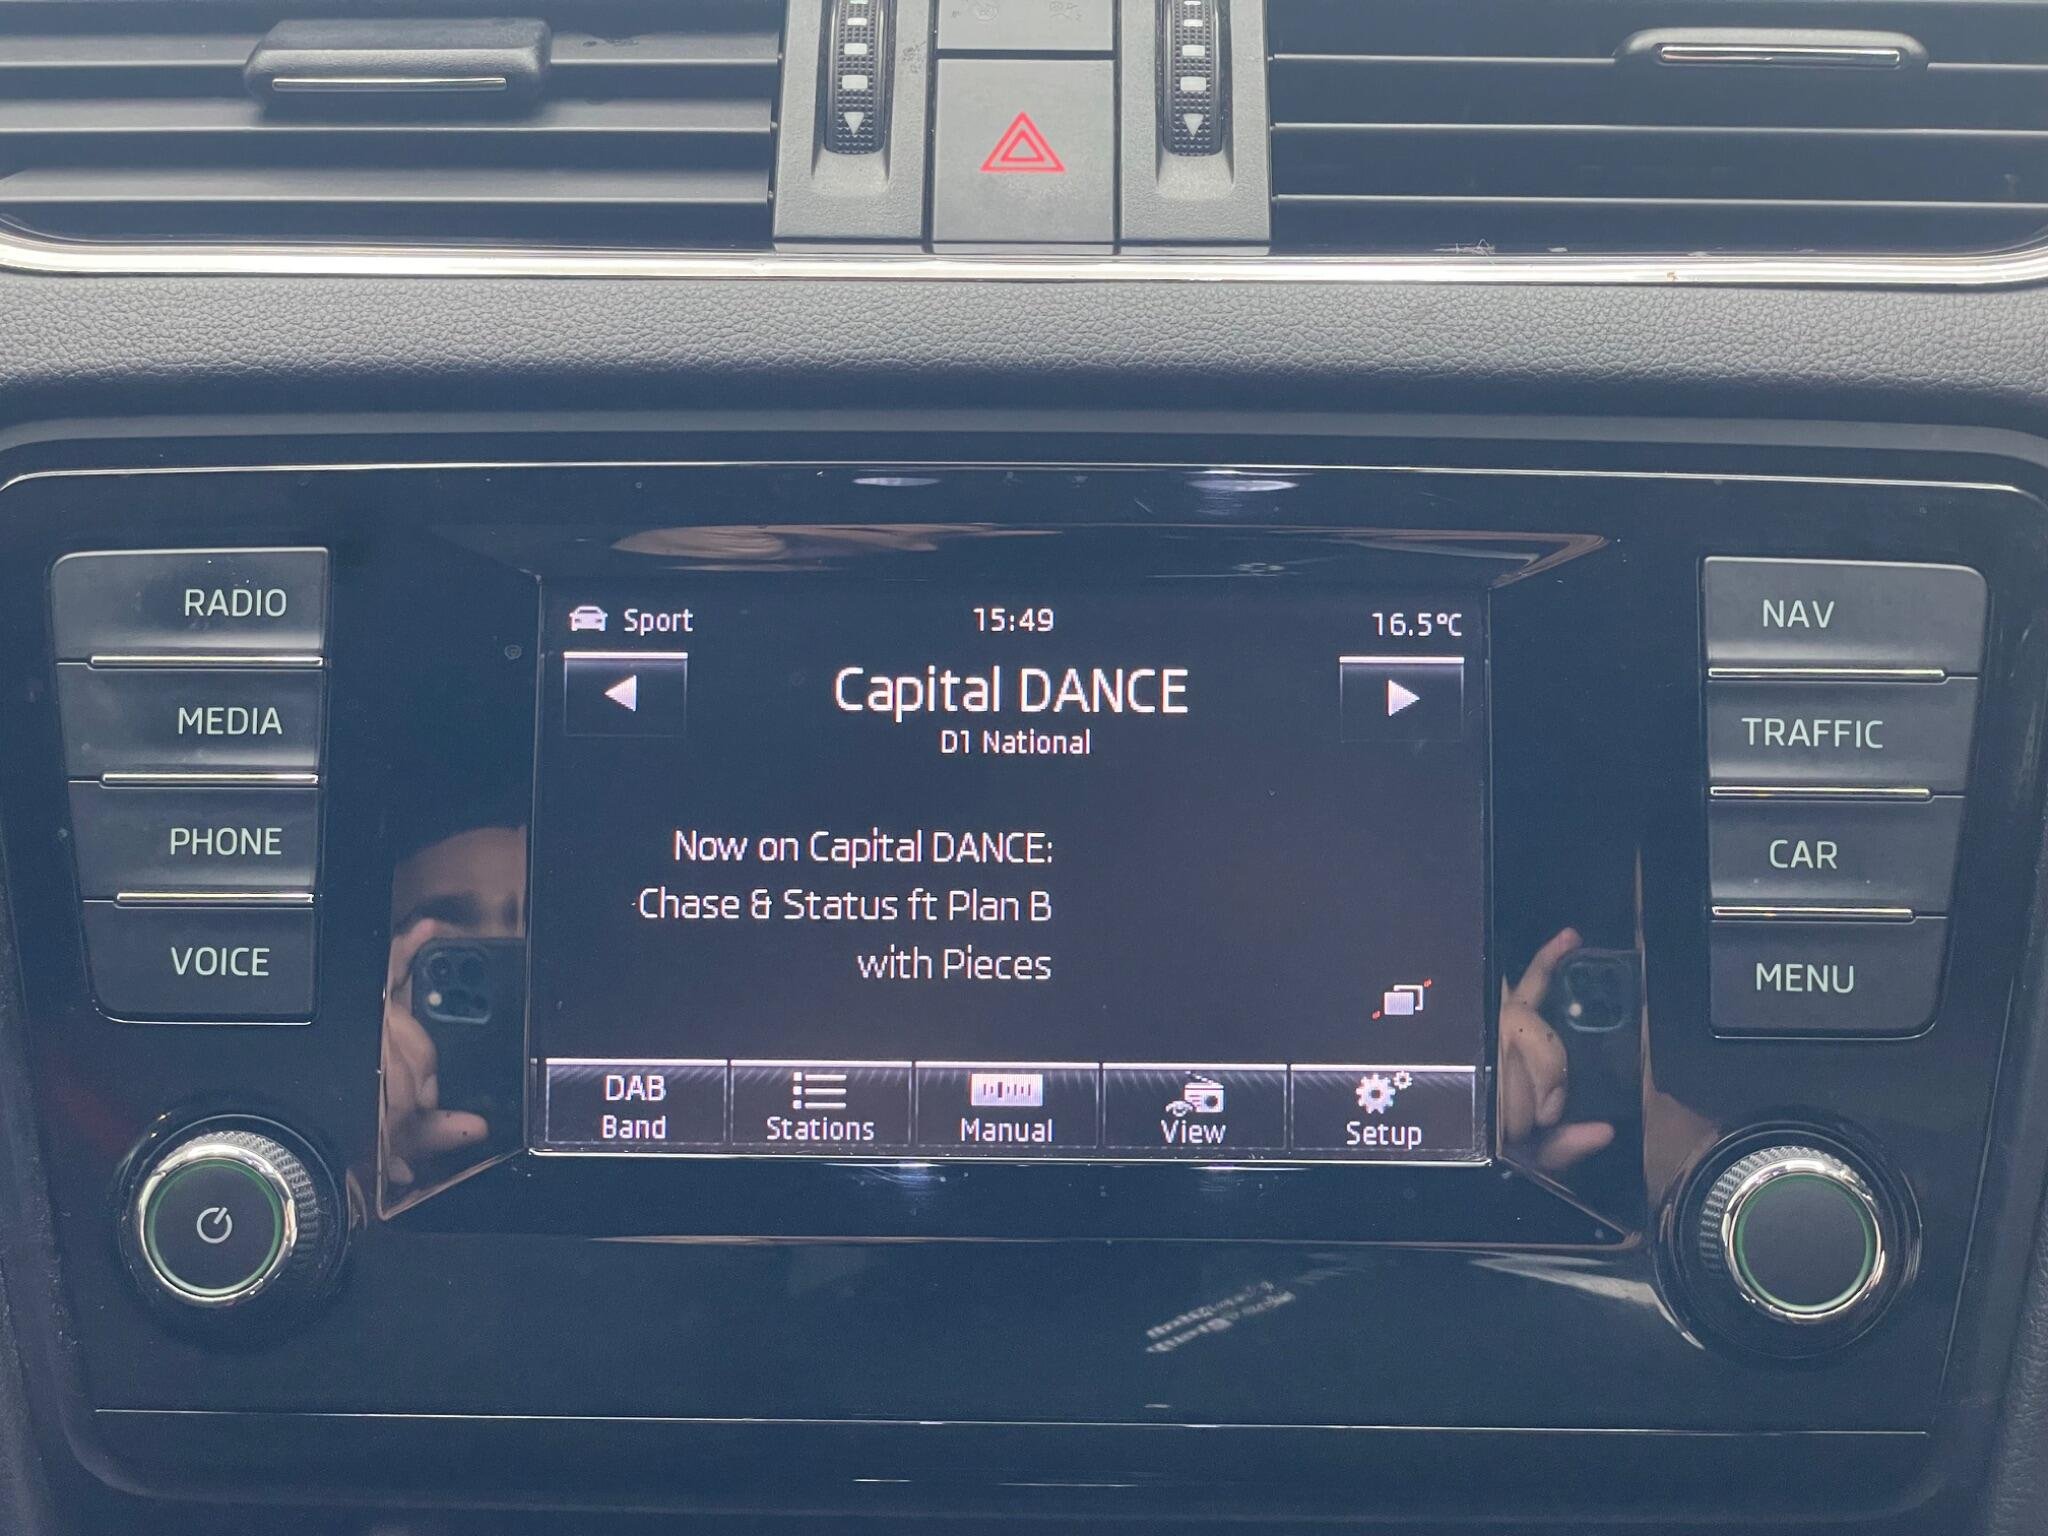 RADIO
MEDIA
PHONE
VOICE
Sport
15:49
16.5°C
Capital DANCE
D1 National
Now on Capital DANCE:
Chase & Status ft Plan B
with Pieces
DAB
Band
Stations
Manual
View
Setup
NAV
TRAFFIC
CAR
MENU